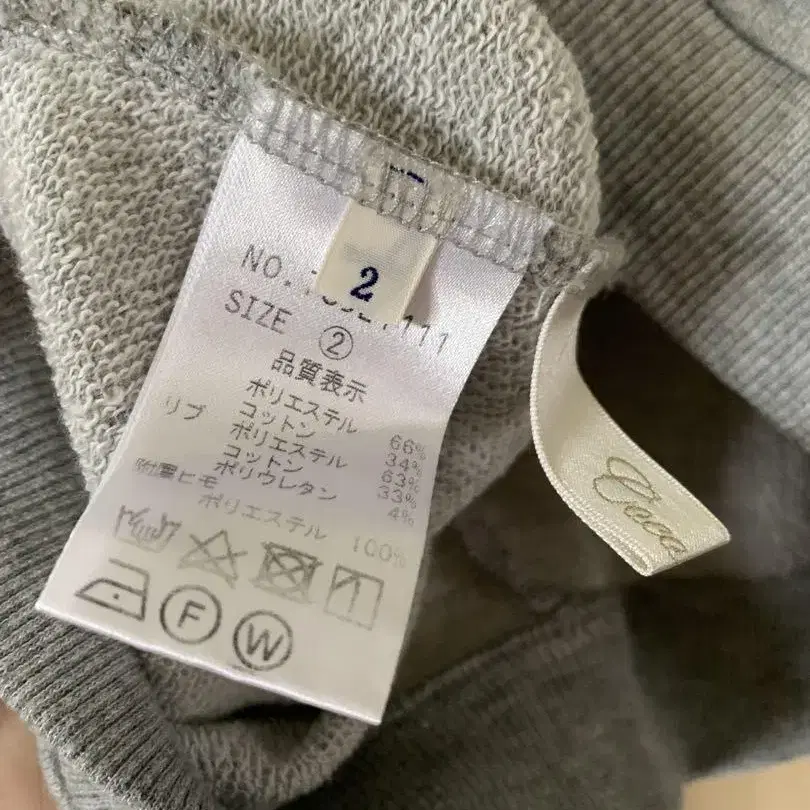 2
NO.
111
SIZE ②
品質表示
ポリエステル 66%
コットン 34%
リブ ポリエステル 63%
コットン 33%
ポリウレタン 4%
附属ヒモ
ポリエステル 100%
F W
Coco